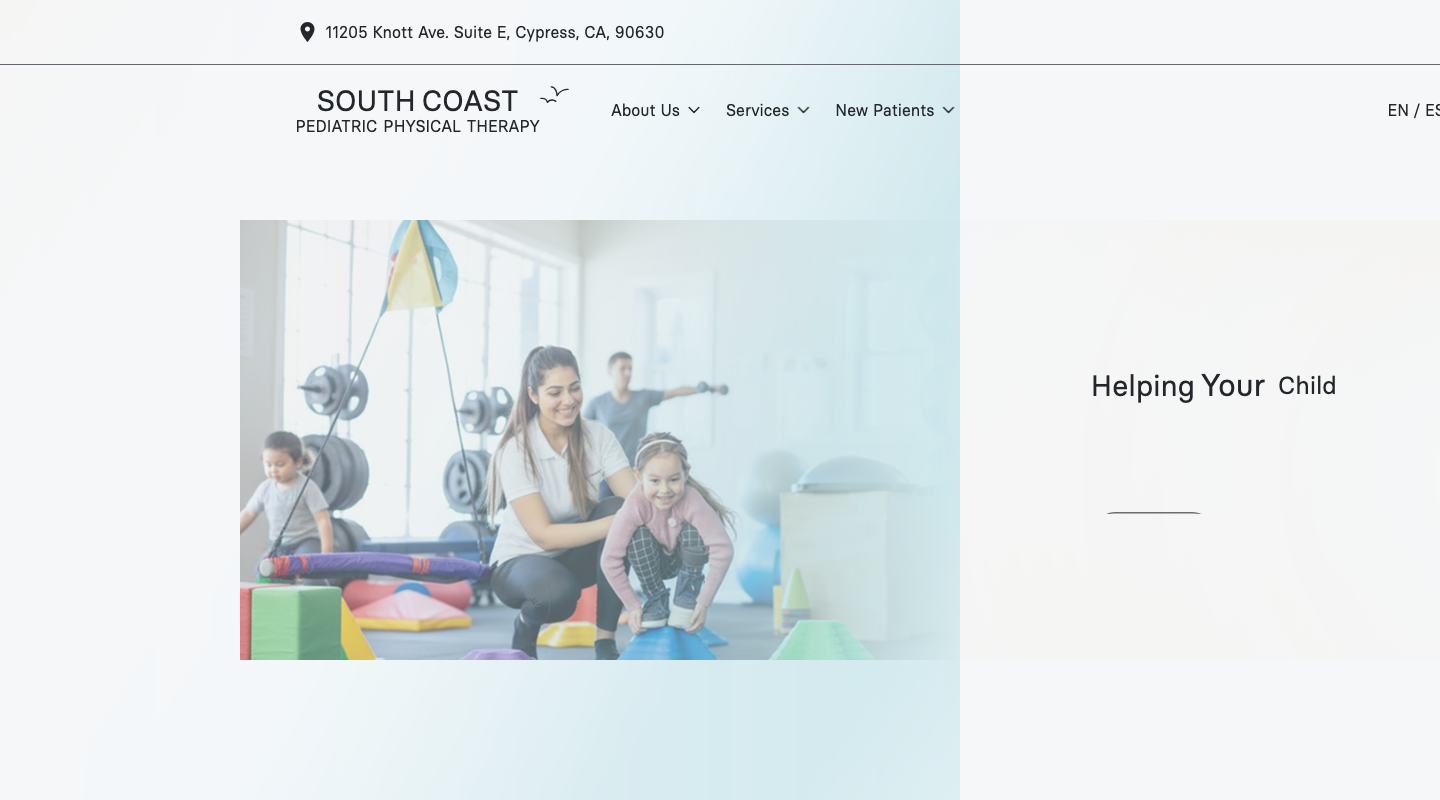 11205 Knott Ave. Suite E, Cypress, CA, 90630
SOUTH COAST
PEDIATRIC PHYSICAL THERAPY
About Us
Services
New Patients
EN / ES
Helping Your Child